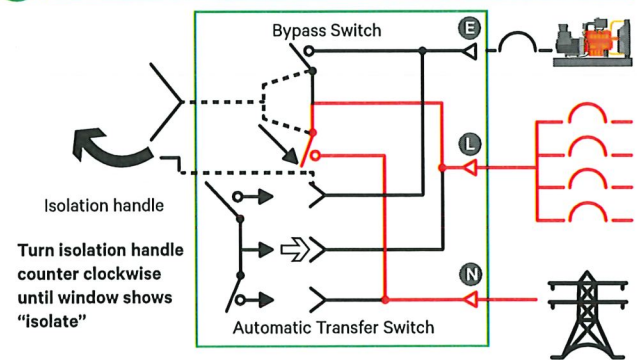 Bypass Switch
E
L
Isolation handle
Turn isolation handle
counter clockwise
until window shows
“isolate”
N
Automatic Transfer Switch